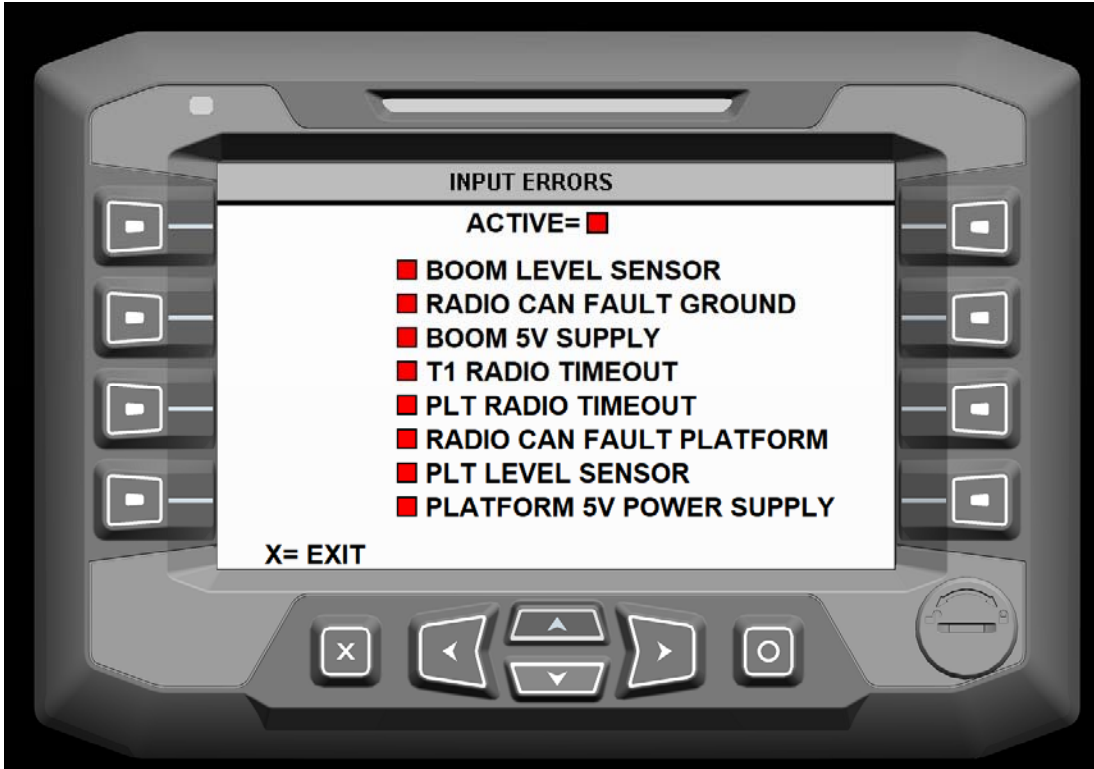 INPUT ERRORS
ACTIVE=
BOOM LEVEL SENSOR
RADIO CAN FAULT GROUND
BOOM 5V SUPPLY
T1 RADIO TIMEOUT
PLT RADIO TIMEOUT
RADIO CAN FAULT PLATFORM
PLT LEVEL SENSOR
PLATFORM 5V POWER SUPPLY
X= EXIT
X